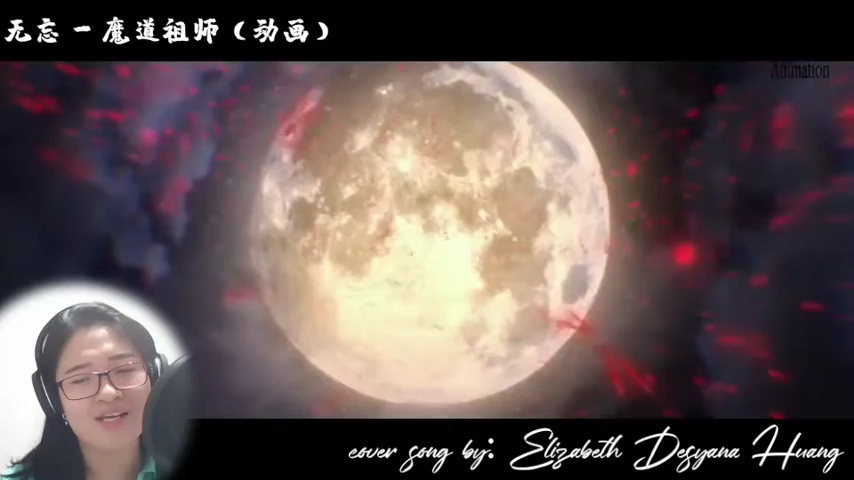 无忘 - 魔道祖师（动画）
Animation
cover song by: Elizabeth Desyana Huang